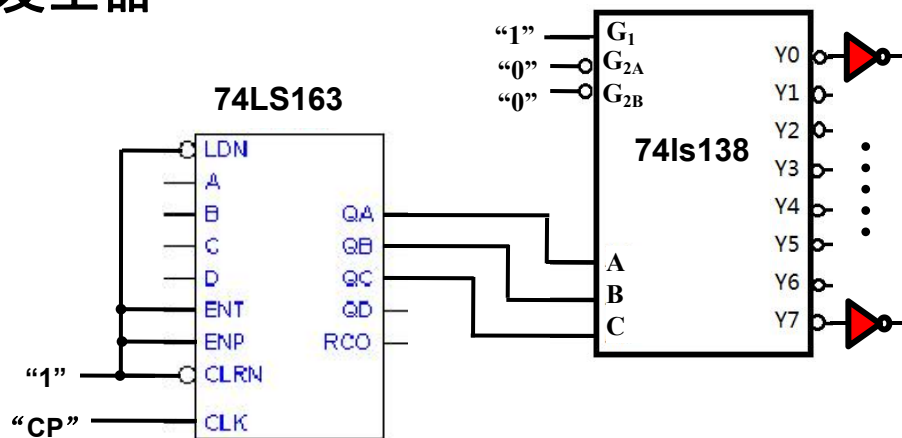 发生器
74LS163
LDN
A
B
C
D
ENT
ENP
CLRN
CLK
QA
QB
QC
QD
RCO
“1”
“CP”
“1”
“0”
“0”
G1
G2A
G2B
74ls138
A
B
C
Y0
Y1
Y2
Y3
Y4
Y5
Y6
Y7